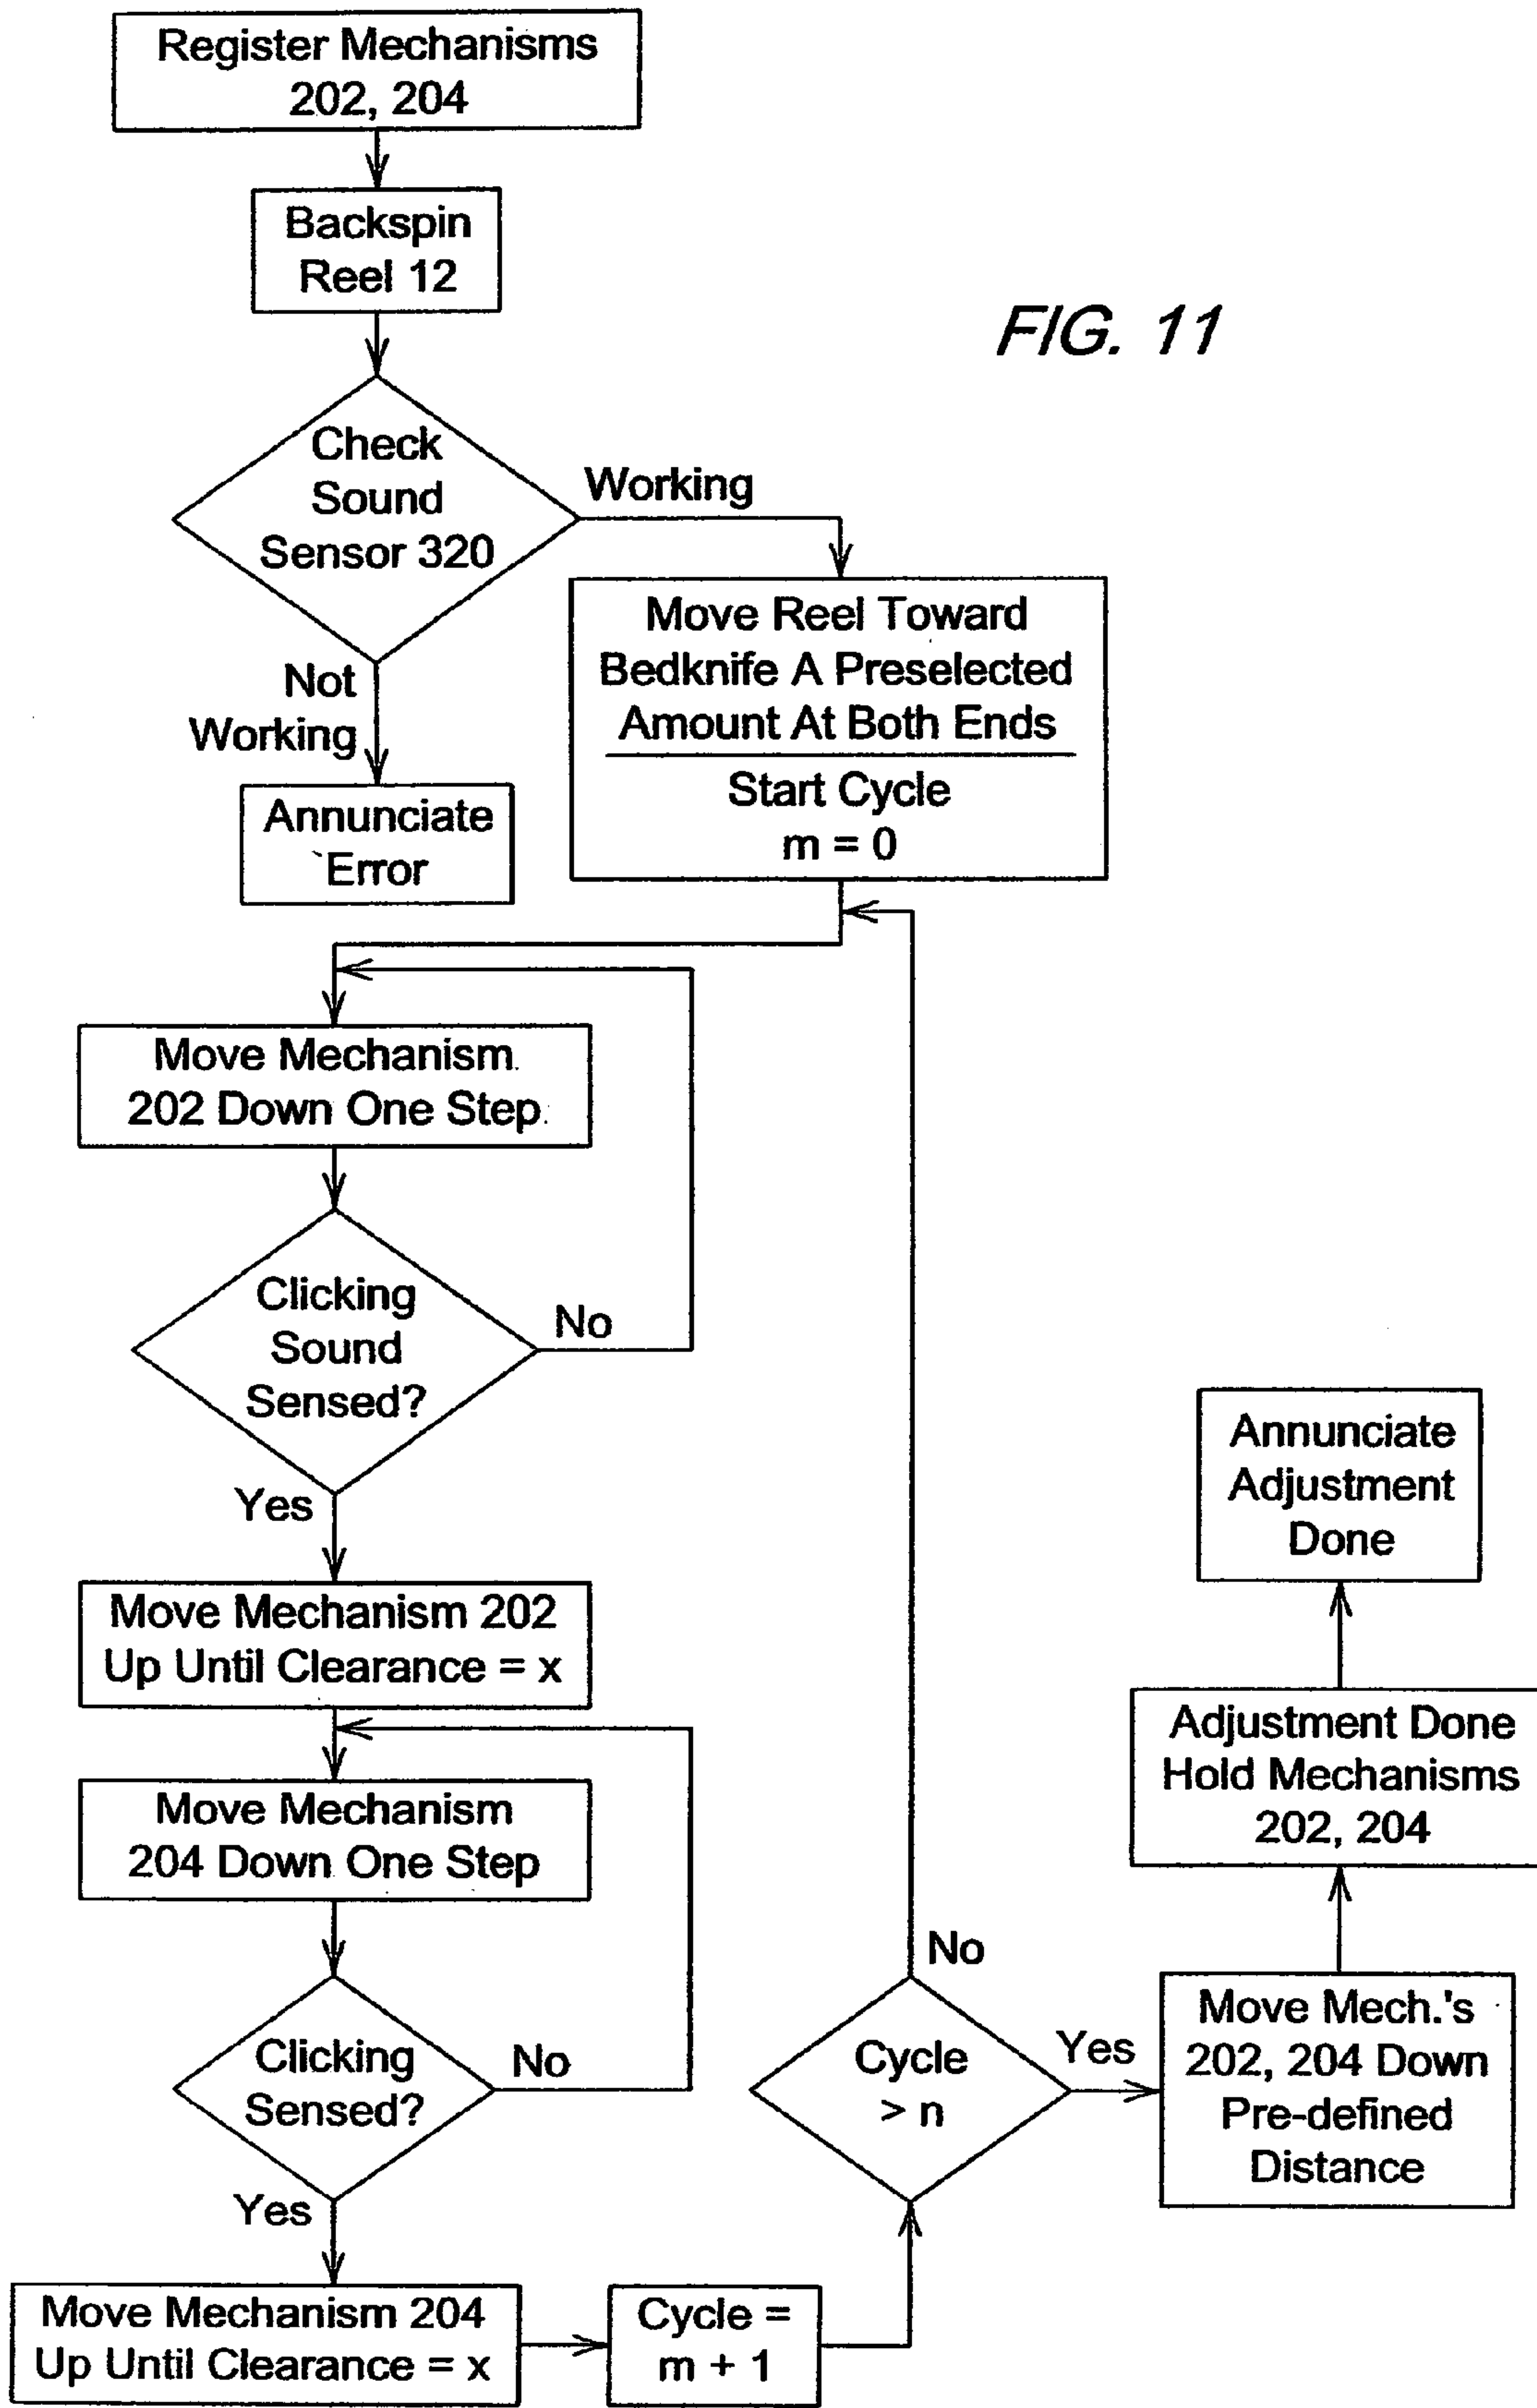 Register Mechanisms
202, 204
Backspin
Reel 12
FIG. 11
Check
Sound
Sensor 320
Working
Not
Working
Annunciate
Error
Move Reel Toward
Bedknife A Preselected
Amount At Both Ends
Start Cycle
m = 0
Move Mechanism
202 Down One Step
Clicking
Sound
Sensed?
No
Yes
Move Mechanism 202
Up Until Clearance = x
Move Mechanism
204 Down One Step
Clicking
Sensed?
No
Yes
Move Mechanism 204
Up Until Clearance = x
Cycle =
m + 1
Cycle
> n
No
Yes
Move Mech.'s
202, 204 Down
Pre-defined
Distance
Adjustment Done
Hold Mechanisms
202, 204
Annunciate
Adjustment
Done